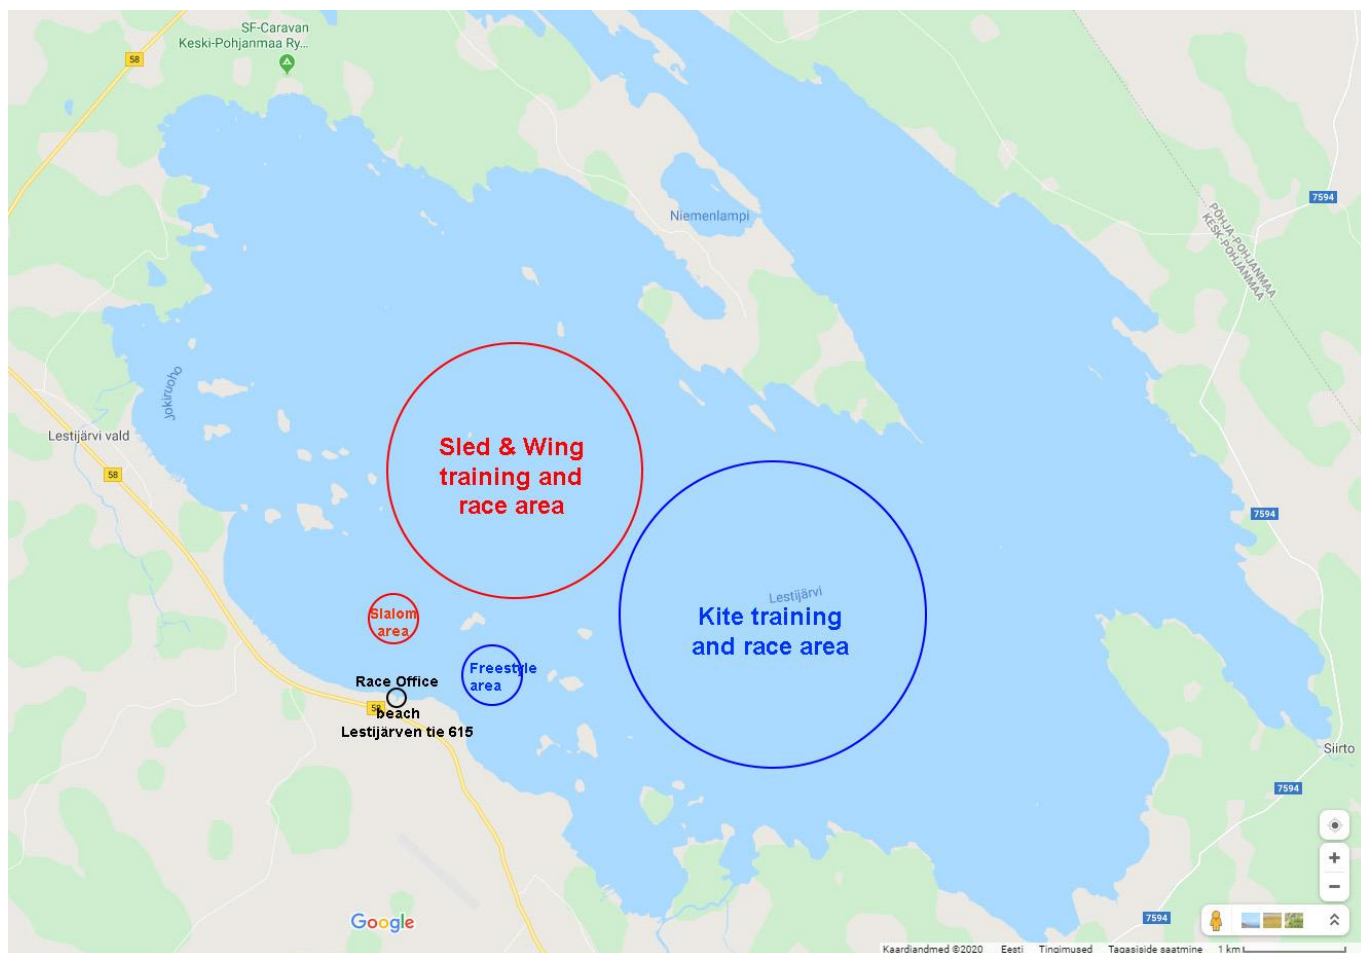 SF-Caravan
Keski-Pohjanmaa Ry...
58
7594
Niemenlampi
POHJA-POHJANMAA
KESK-POHJANMAA
Jokiruoho
Lestijärvi vald
58
Sled & Wing
training and
race area
7594
Lestijärvi
Kite training
and race area
Slalom
area
Freestyle
area
Race Office
58
beach
Lestijärven tie 615
Siirto
7594
7594
Google
Kaardiandmed ©2020 Eesti Tingimused Tagasiside saatmine 1 km